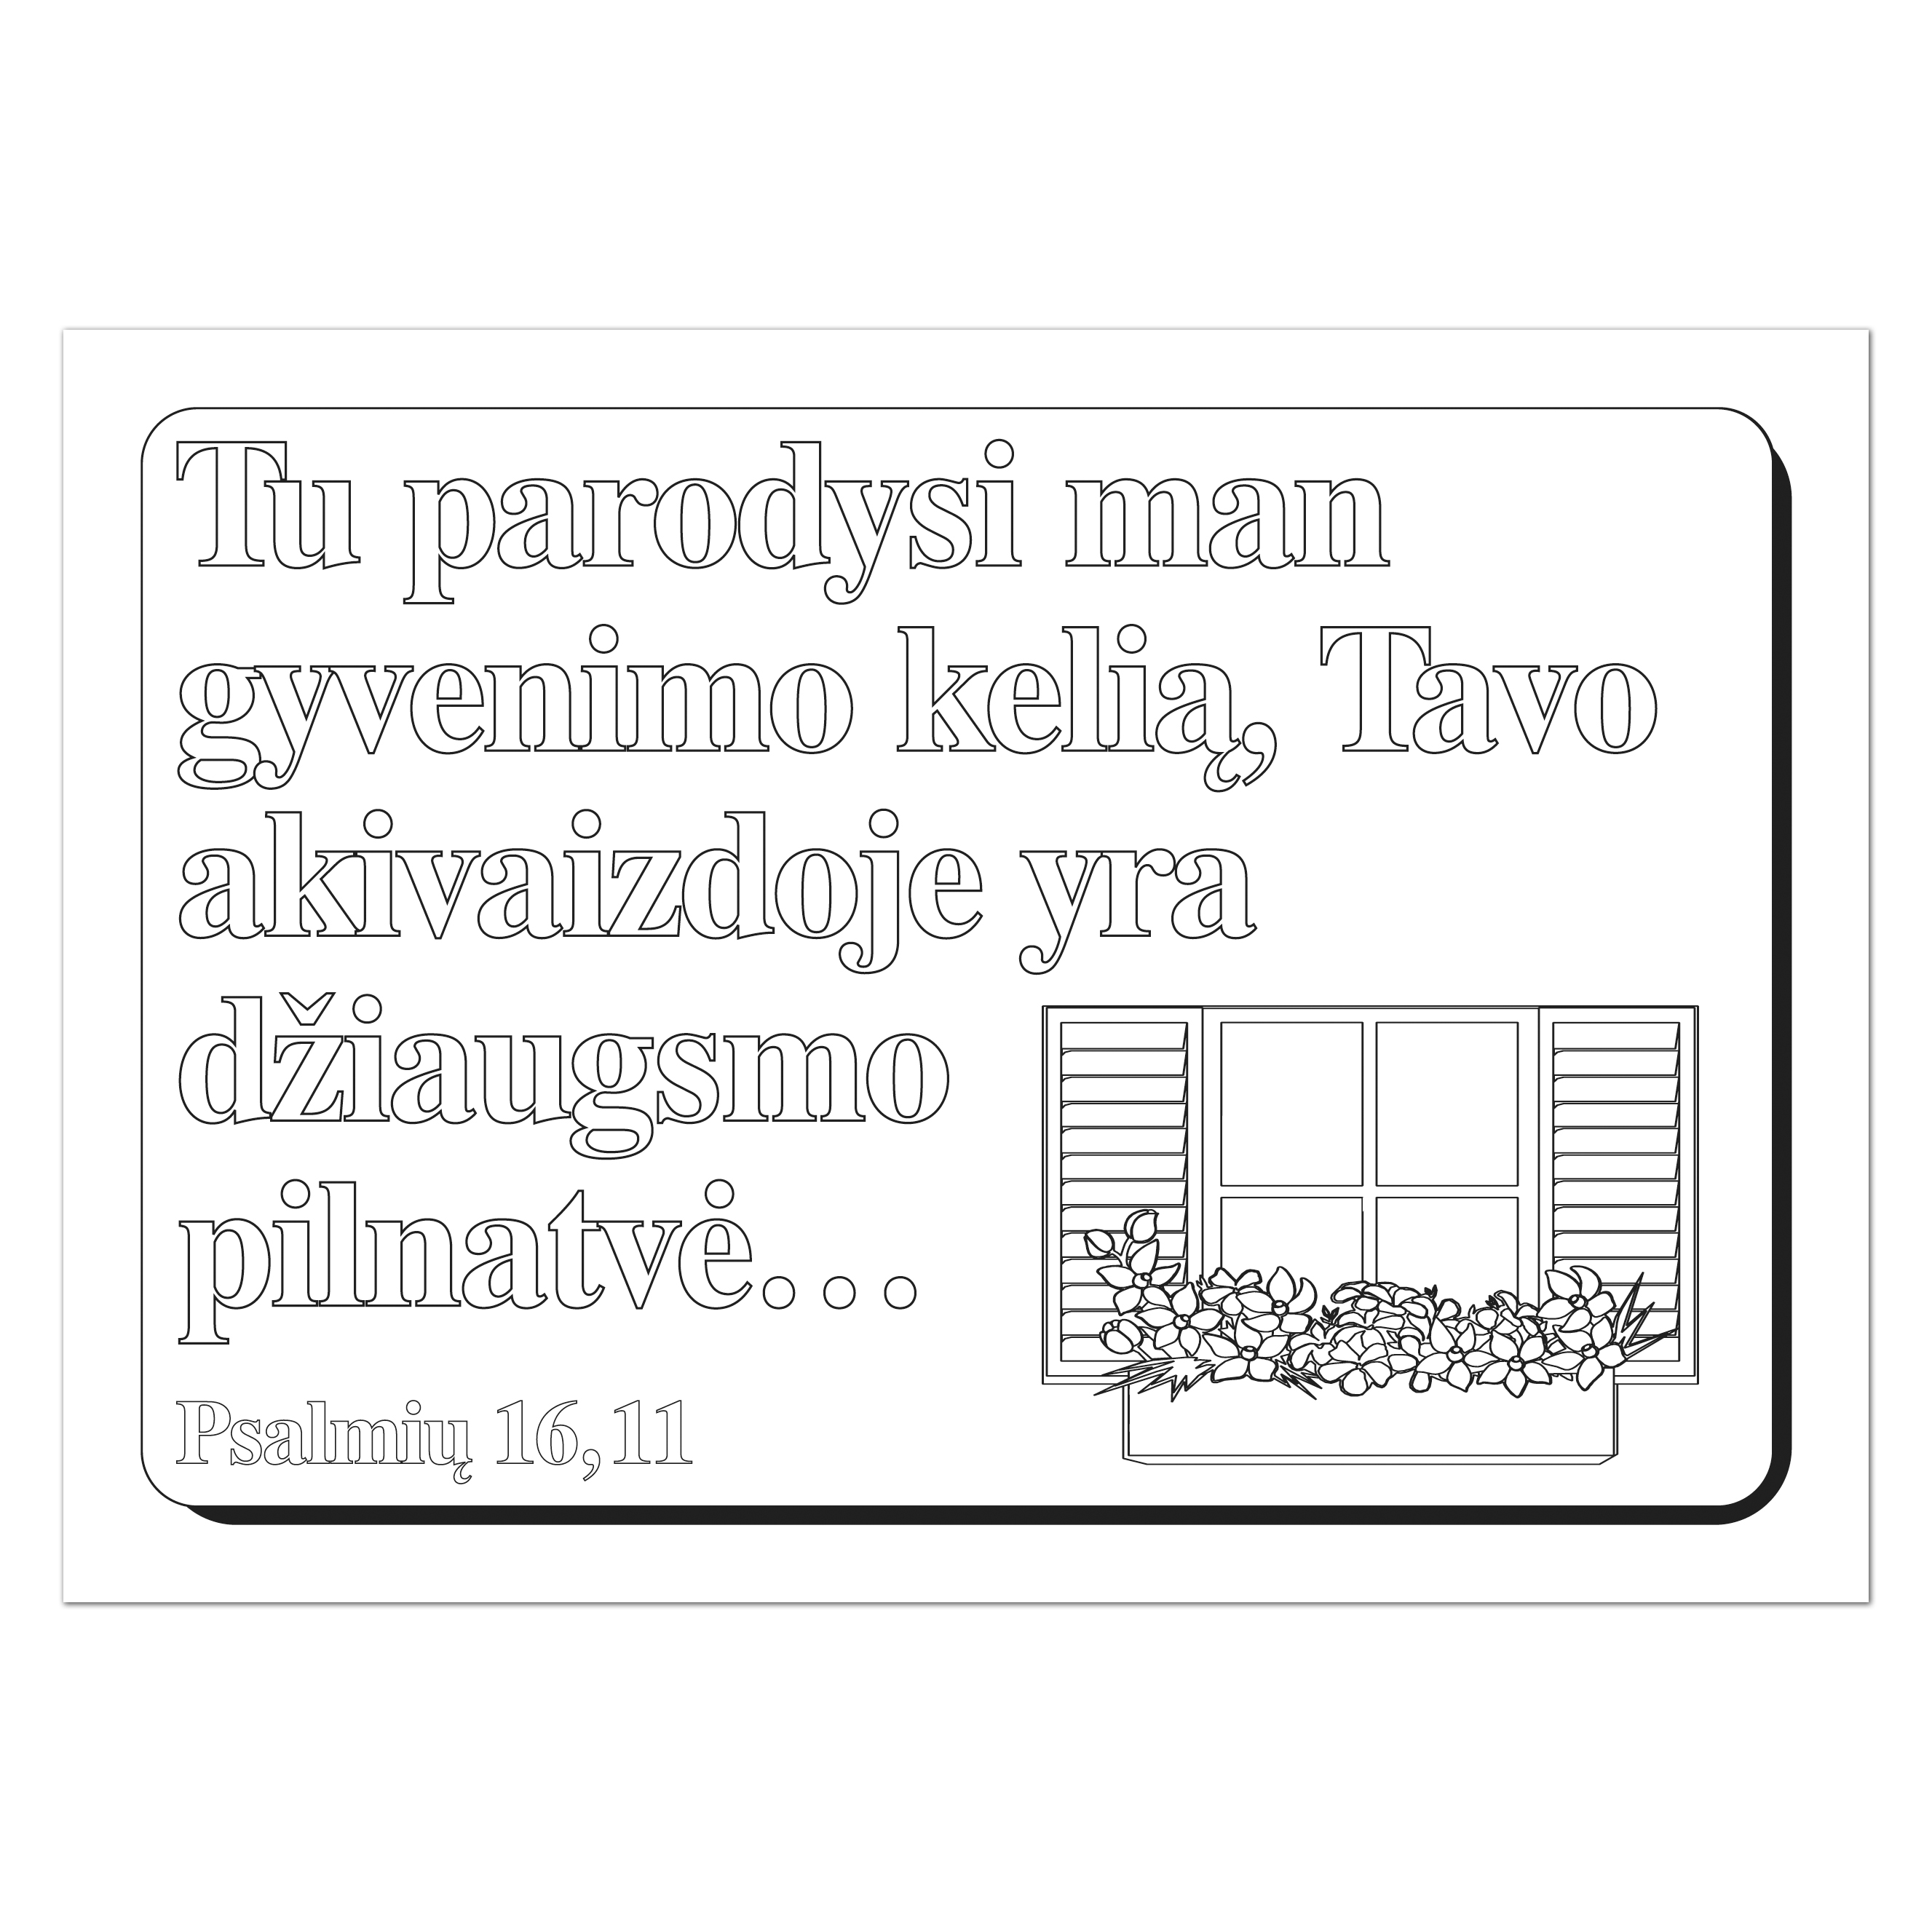 Tu parodysi man
gyvenimo kelią, Tavo
akivaizdoje yra
džiaugsmo
pilnatvė...
Psalmių 16,11